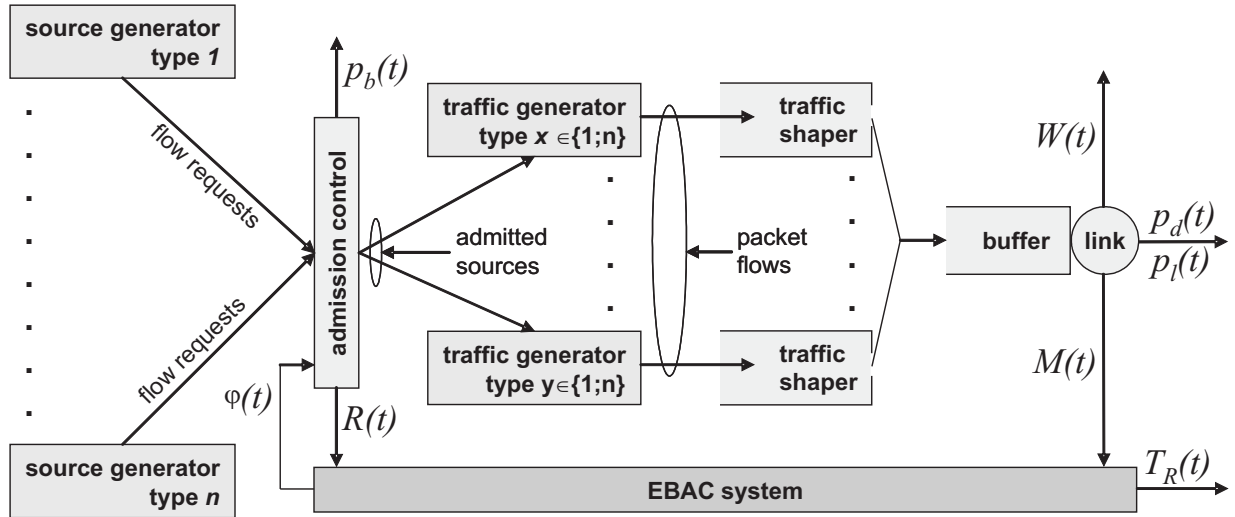 source generator
type 1
flow requests
flow requests
source generator
type n
p_b(t)
admission control
φ(t)
R(t)
admitted
sources
traffic generator
type x ∈{1;n}
traffic generator
type y∈{1;n}
packet
flows
traffic
shaper
traffic
shaper
buffer
link
W(t)
p_d(t)
p_l(t)
M(t)
EBAC system
T_R(t)